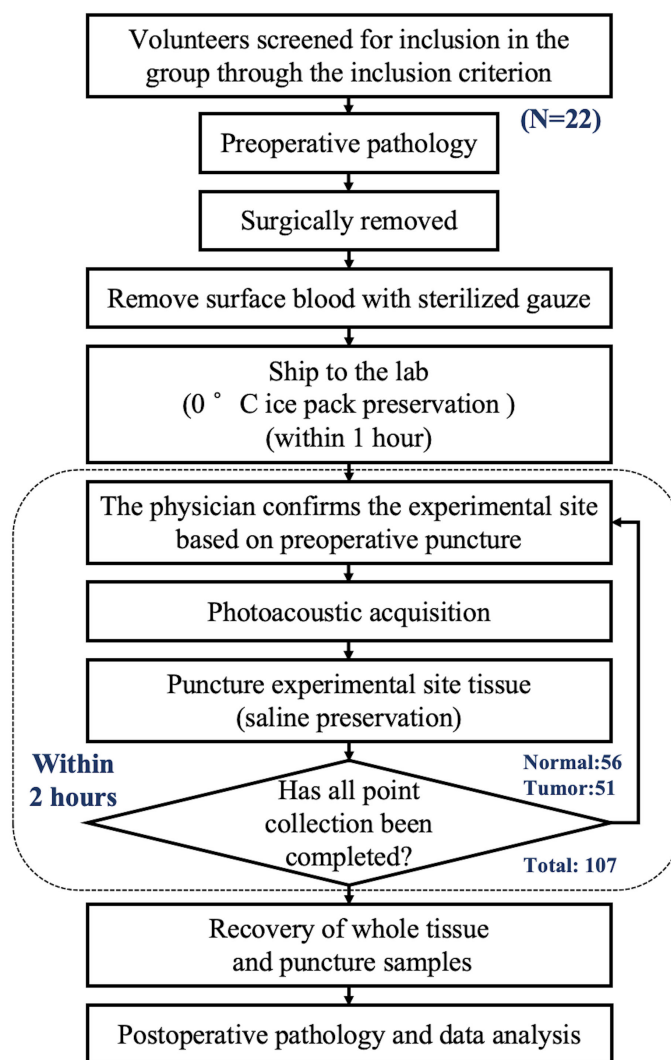 Volunteers screened for inclusion in the
group through the inclusion criterion
(N=22)
Preoperative pathology
Surgically removed
Remove surface blood with sterilized gauze
Ship to the lab
(0 ° C ice pack preservation )
(within 1 hour)
The physician confirms the experimental site
based on preoperative puncture
Photoacoustic acquisition
Puncture experimental site tissue
(saline preservation)
Within
2 hours
Normal:56
Tumor:51
Has all point
collection been
completed?
Total: 107
Recovery of whole tissue
and puncture samples
Postoperative pathology and data analysis